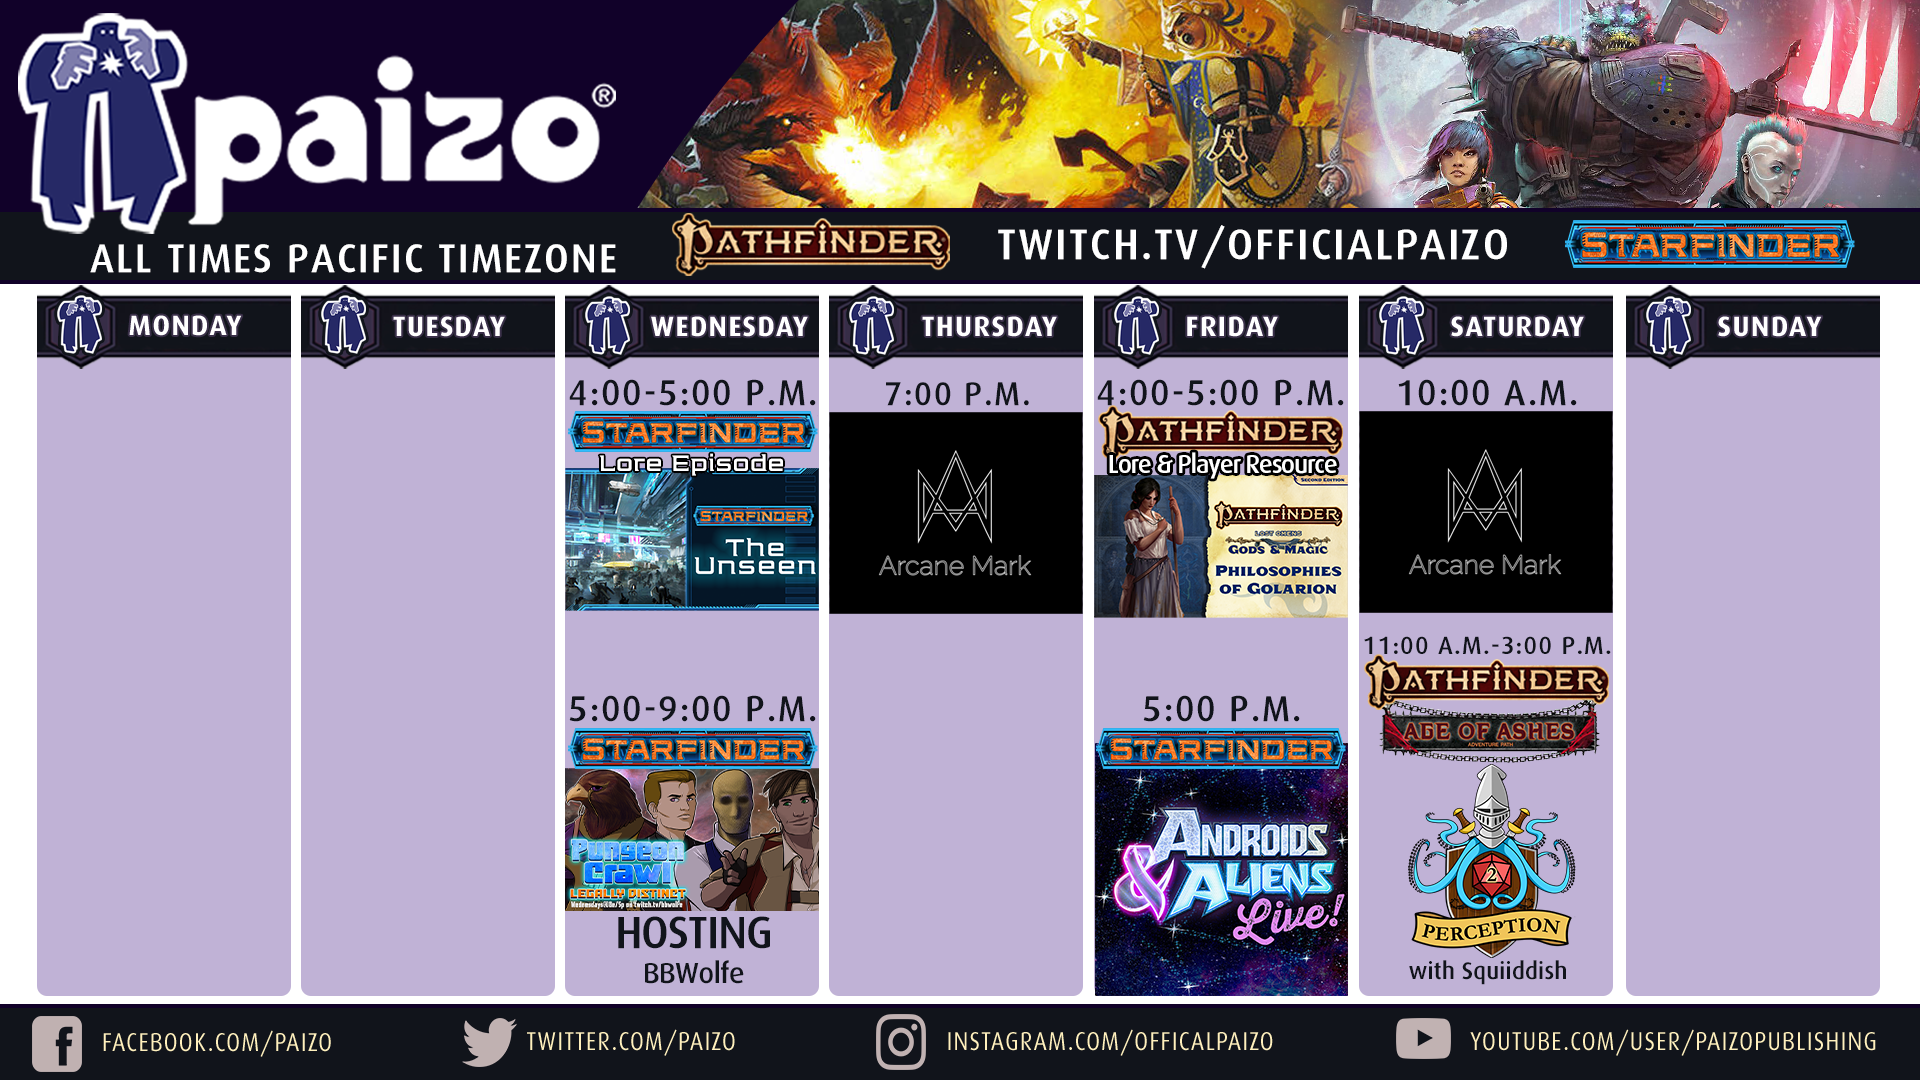 paizo®
ALL TIMES PACIFIC TIMEZONE
PATHFINDER
TWITCH.TV/OFFICIALPAIZO
STARFINDER
MONDAY
TUESDAY
WEDNESDAY
4:00-5:00 P.M.
STARFINDER
Lore Episode
STARFINDER
The
Unseen
5:00-9:00 P.M.
STARFINDER
Pungeon
Crawl
LEGALLY DISTINCT
HOSTING
BBWolfe
THURSDAY
7:00 P.M.
Arcane Mark
FRIDAY
4:00-5:00 P.M.
PATHFINDER
Lore & Player Resource
SECOND EDITION
PATHFINDER
LOST OMENS
GODS & MAGIC
PHILOSOPHIES
OF GOLARION
5:00 P.M.
STARFINDER
ANDROIDS
& ALIENS
Live!
SATURDAY
10:00 A.M.
Arcane Mark
11:00 A.M.-3:00 P.M.
PATHFINDER
AGE OF ASHES
ADVENTURE PATH
2
PERCEPTION
with Squiiddish
SUNDAY
FACEBOOK.COM/PAIZO
TWITTER.COM/PAIZO
INSTAGRAM.COM/OFFICALPAIZO
YOUTUBE.COM/USER/PAIZOPUBLISHING